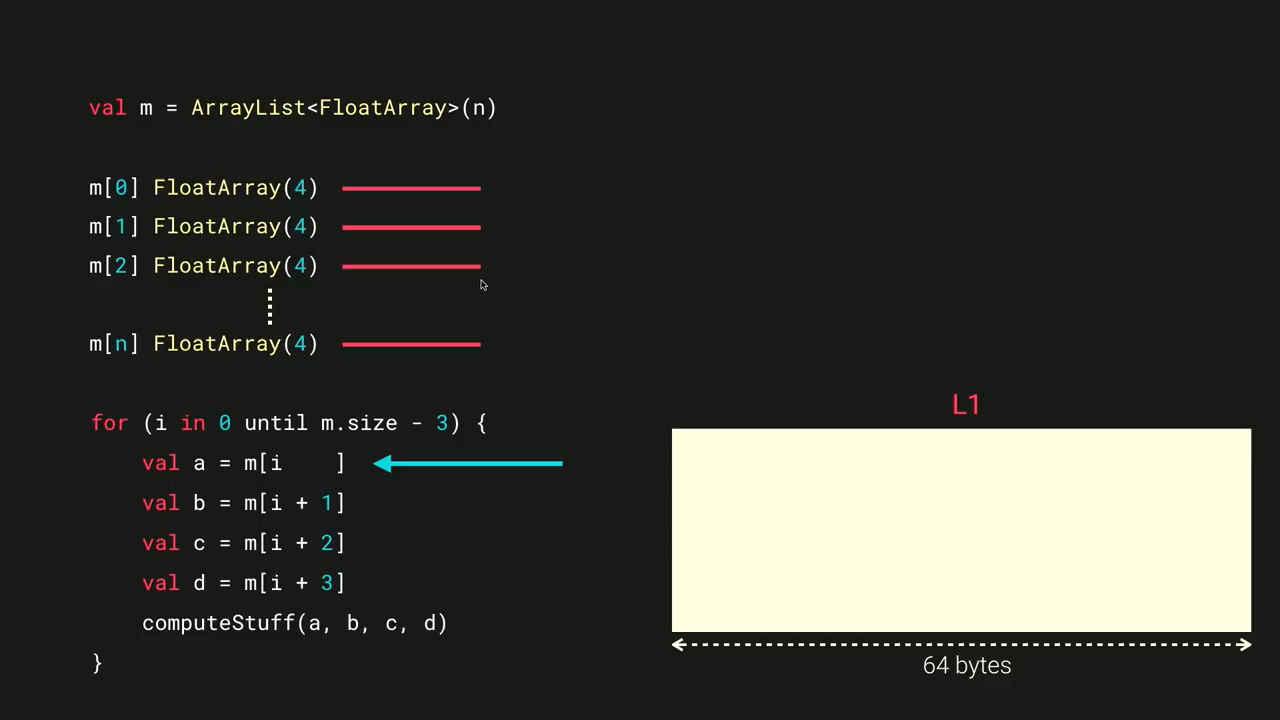 val m = ArrayList<FloatArray>(n)
m[0] FloatArray(4)
m[1] FloatArray(4)
m[2] FloatArray(4)
m[n] FloatArray(4)
for (i in 0 until m.size - 3) {
    val a = m[i    ]
    val b = m[i + 1]
    val c = m[i + 2]
    val d = m[i + 3]
    computeStuff(a, b, c, d)
}
L1
64 bytes